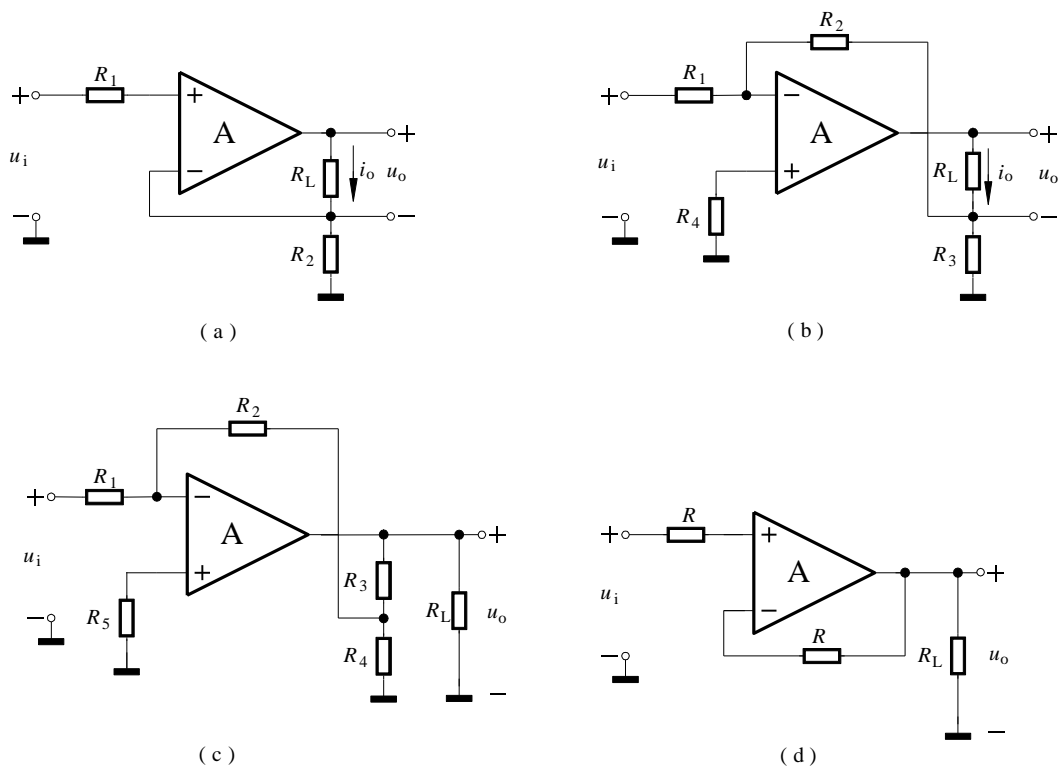 R1
+
+
A
+
ui
−
RL
io
uo
−
−
R2
( a )
R2
R1
+
−
A
+
ui
+
RL
io
uo
−
R4
−
R3
( b )
R2
R1
+
−
A
+
ui
+
R3
RL
uo
−
R5
R4
−
( c )
R
+
+
A
+
ui
−
R
RL
uo
−
−
( d )